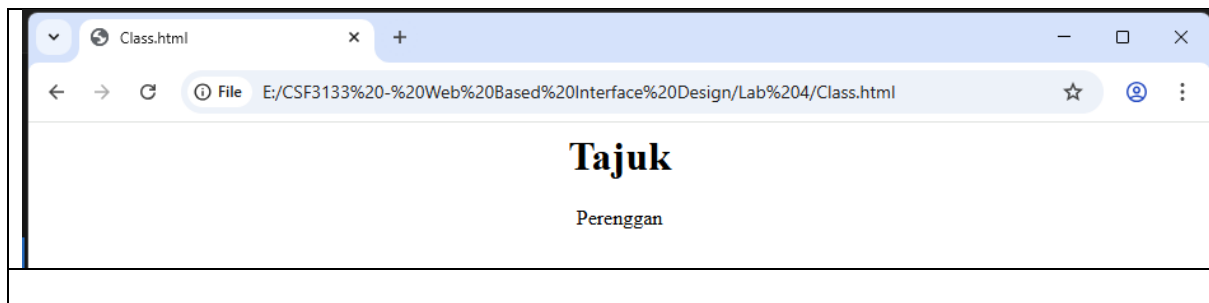 Class.html
File E:/CSF3133%20-%20Web%20Based%20Interface%20Design/Lab%204/Class.html
Tajuk
Perenggan